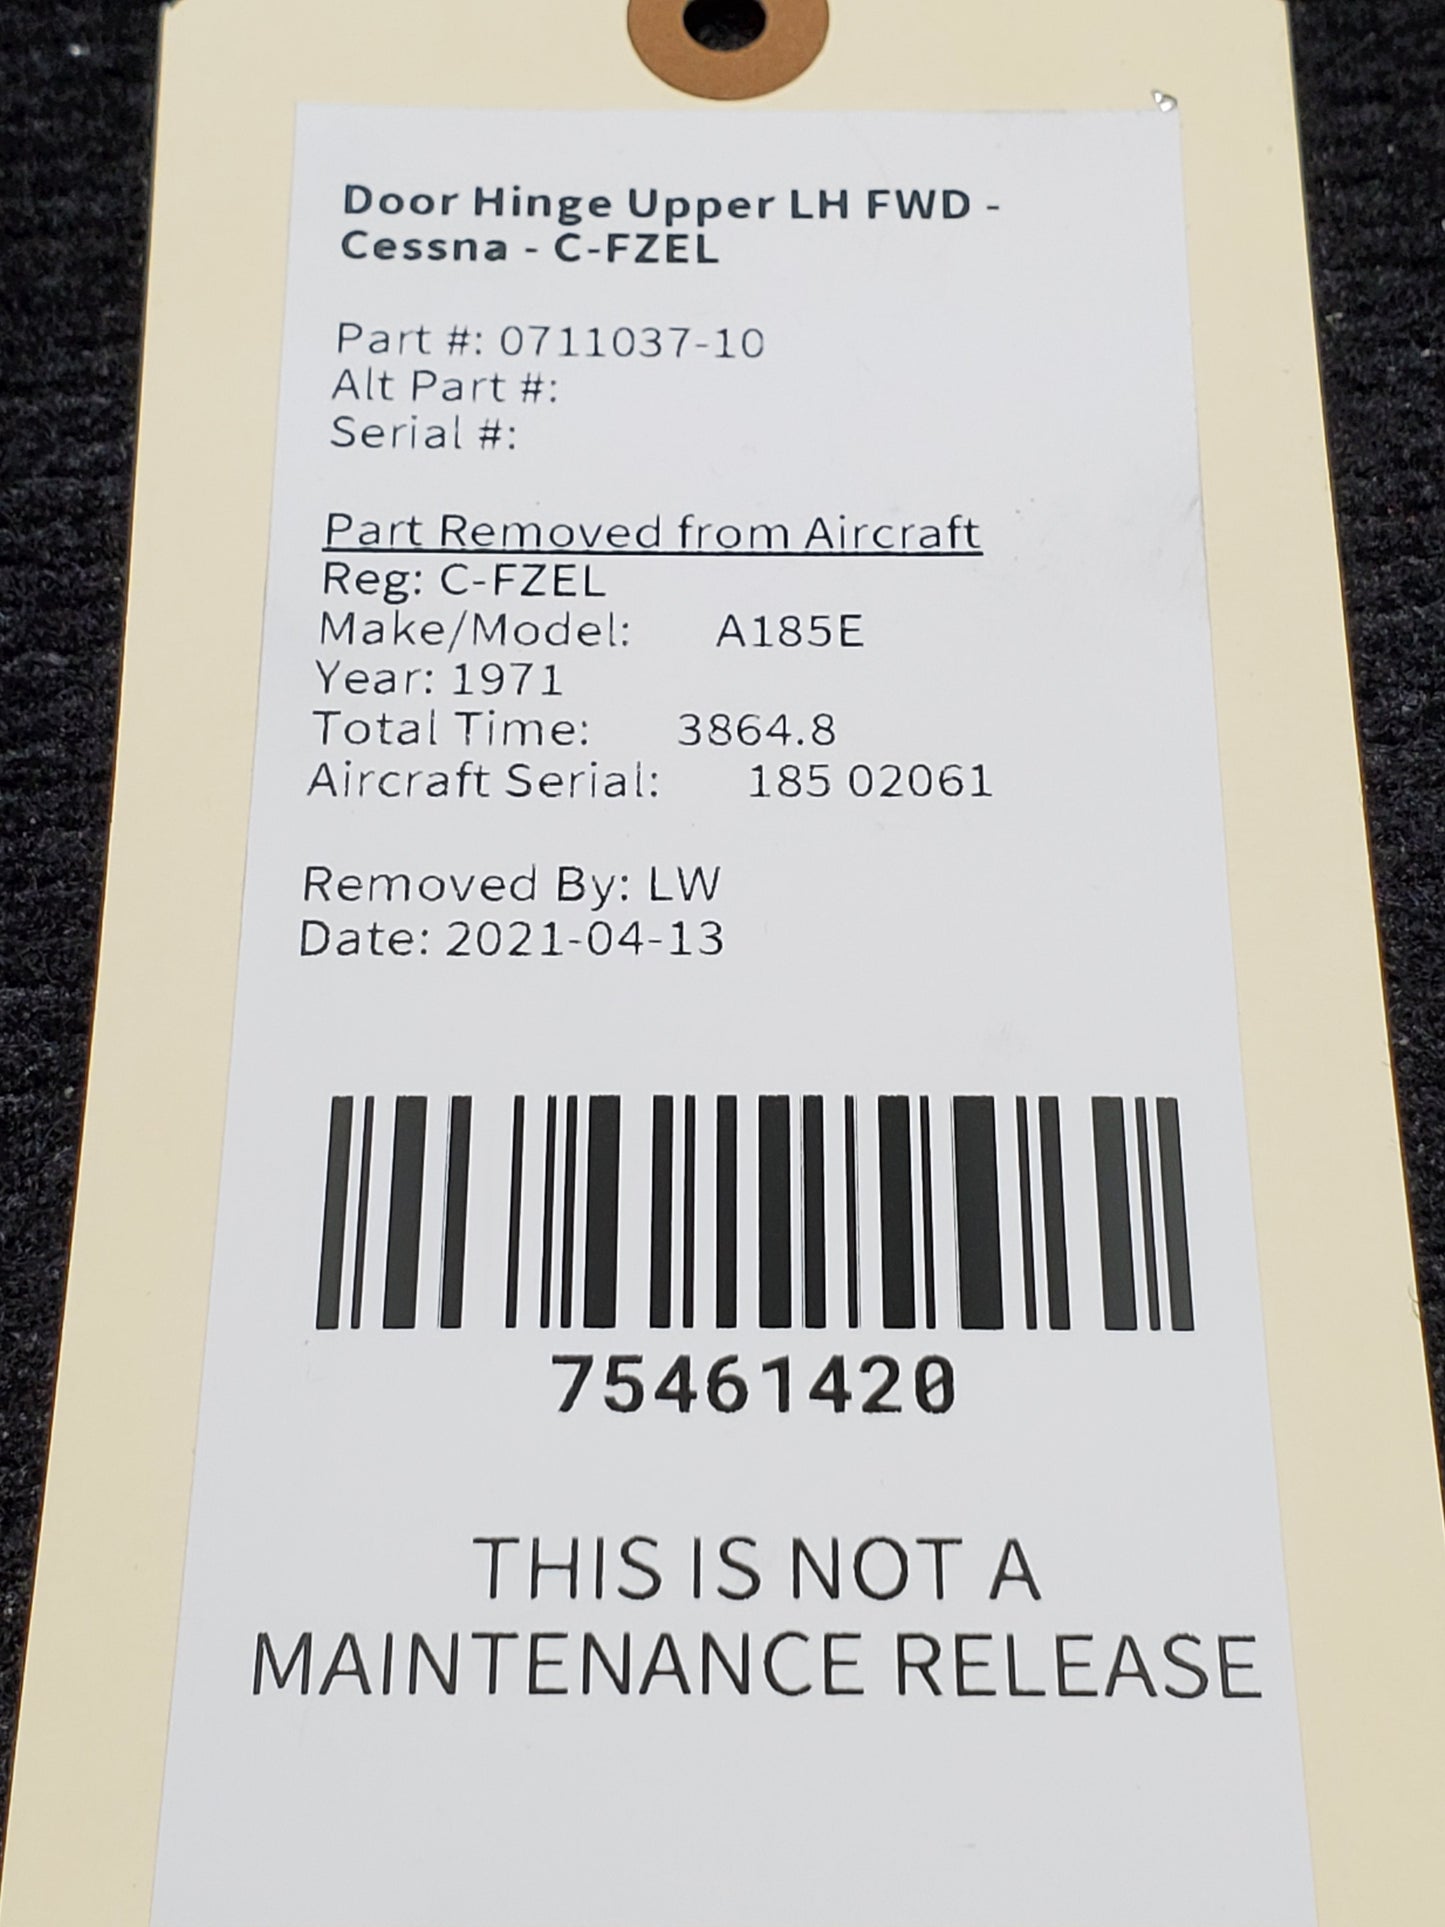 Door Hinge Upper LH FWD -
Cessna - C-FZEL
Part #: 0711037-10
Alt Part #:
Serial #:
Part Removed from Aircraft
Reg: C-FZEL
Make/Model: A185E
Year: 1971
Total Time: 3864.8
Aircraft Serial: 185 02061
Removed By: LW
Date: 2021-04-13
75461420
THIS IS NOT A
MAINTENANCE RELEASE